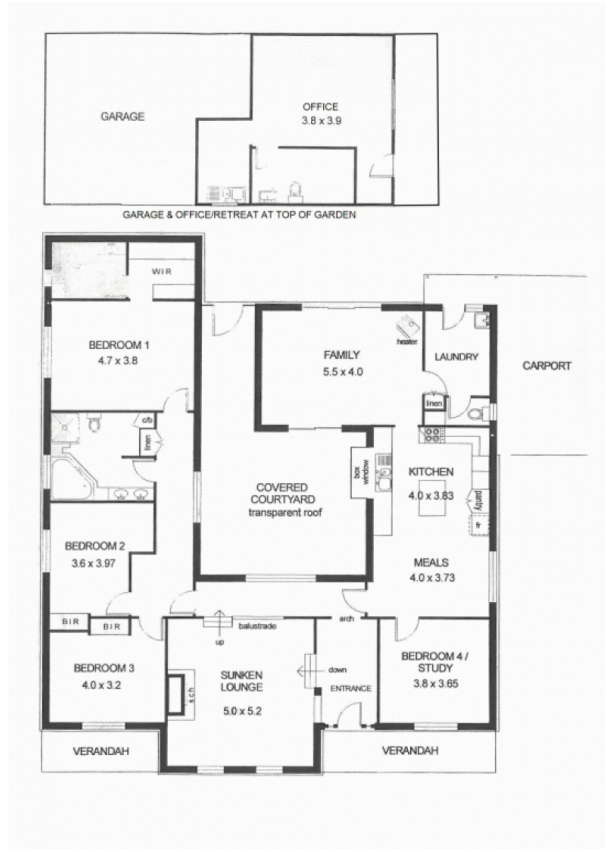 GARAGE
OFFICE
3.8 x 3.9
GARAGE & OFFICE/RETREAT AT TOP OF GARDEN
W I R
BEDROOM 1
4.7 x 3.8
FAMILY
5.5 x 4.0
heater
LAUNDRY
CARPORT
linen
c/b
linen
COVERED
COURTYARD
transparent roof
box
window
KITCHEN
4.0 x 3.83
pantry
BEDROOM 2
3.6 x 3.97
MEALS
4.0 x 3.73
B I R
B I R
up
balustrade
arch
BEDROOM 3
4.0 x 3.2
SUNKEN
LOUNGE
5.0 x 5.2
down
ENTRANCE
BEDROOM 4 /
STUDY
3.8 x 3.65
VERANDAH
VERANDAH